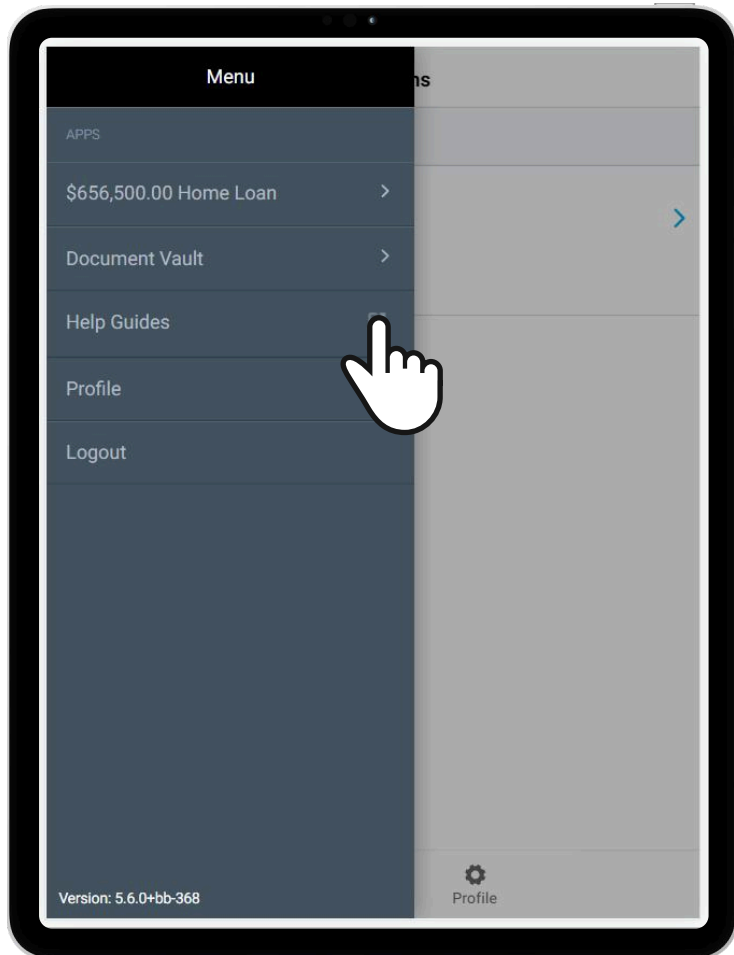 Menu
ns
APPS
$656,500.00 Home Loan
Document Vault
Help Guides
Profile
Logout
Version: 5.6.0+bb-368
Profile